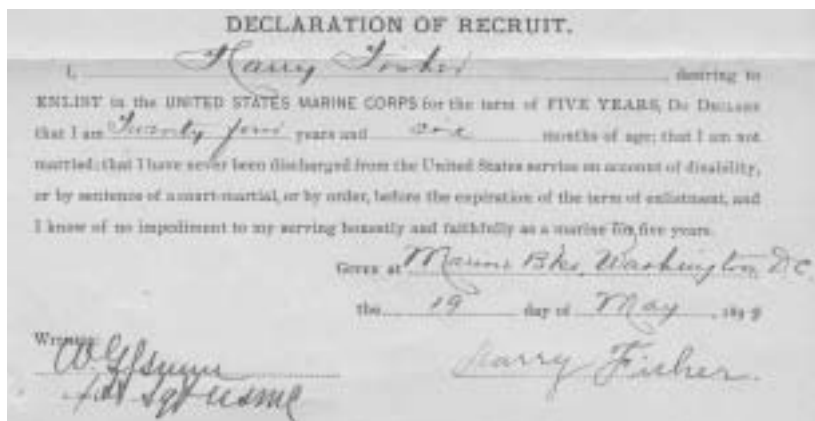 DECLARATION OF RECRUIT.
I, Harry Fisher, desiring to
ENLIST in the UNITED STATES MARINE CORPS for the term of FIVE YEARS, DO DECLARE
that I am Twenty four years and six months of age; that I am not
married; that I have never been discharged from the United States service on account of disability,
or by sentence of a court-martial, or by order, before the expiration of the term of enlistment, and
I know of no impediment to my serving honestly and faithfully as a marine for five years.
Given at Marine Bks, Washington, D.C.
the 19 day of May, 1899
Witness:
Harry Fisher.
Sgt USMC